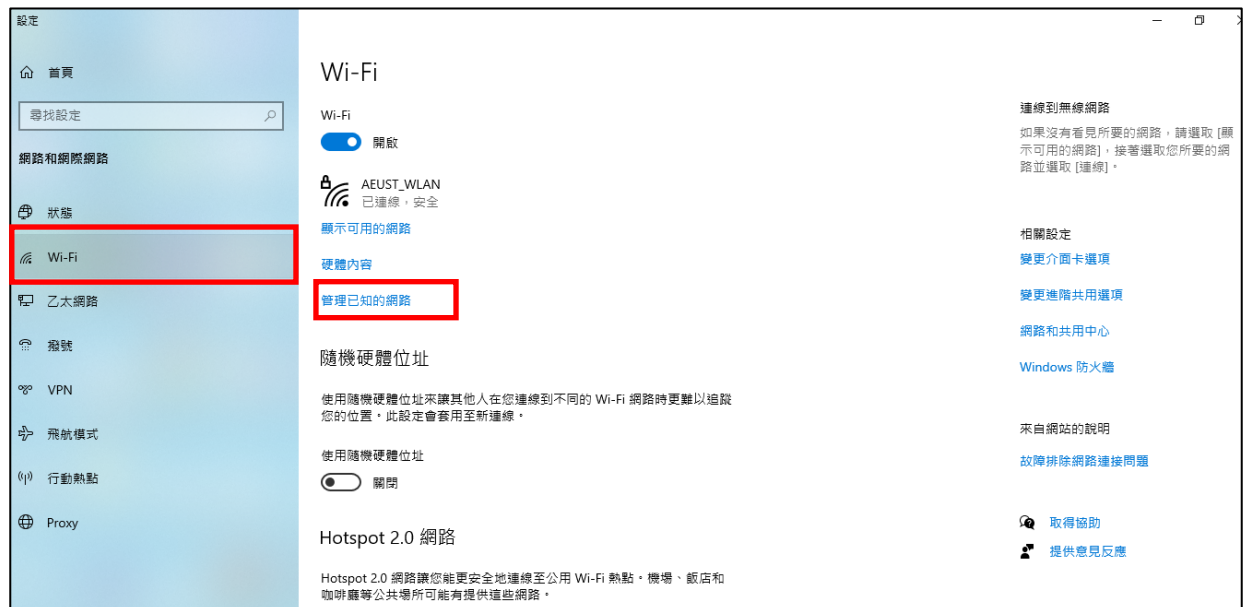 設定
首頁
尋找設定
網路和網際網路
狀態
Wi-Fi
乙太網路
撥號
VPN
飛航模式
行動熱點
Proxy
Wi-Fi
Wi-Fi
開啟
AEUST_WLAN
已連線，安全
顯示可用的網路
硬體內容
管理已知的網路
隨機硬體位址
使用隨機硬體位址來讓其他人在您連線到不同的 Wi-Fi 網路時更難以追蹤
您的位置。此設定會套用至新連線。
使用隨機硬體位址
關閉
Hotspot 2.0 網路
Hotspot 2.0 網路讓您能更安全地連線至公用 Wi-Fi 熱點。機場、飯店和
咖啡廳等公共場所可能有提供這些網路。
連線到無線網路
如果沒有看見所要的網路，請選取 [顯
示可用的網路]，接著選取您所要的網
路並選取 [連線]。
相關設定
變更介面卡選項
變更進階共用選項
網路和共用中心
Windows 防火牆
來自網站的說明
故障排除網路連接問題
取得協助
提供意見反應